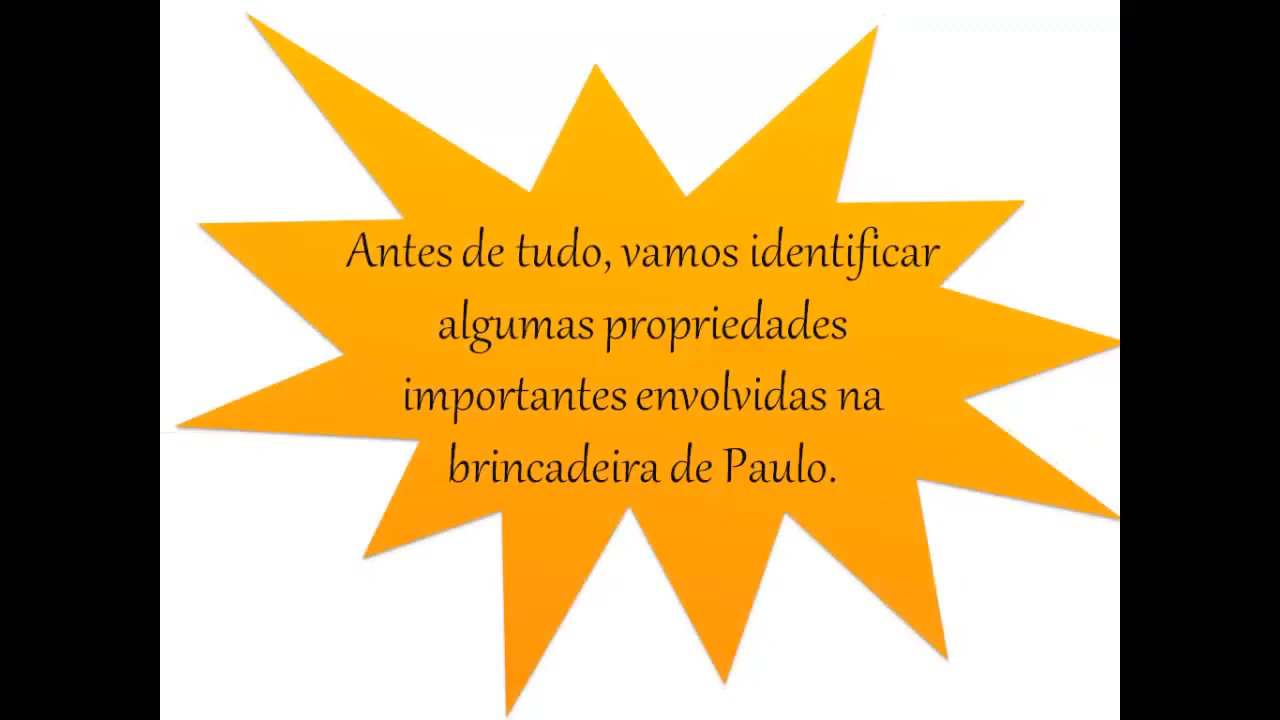 Antes de tudo, vamos identificar
algumas propriedades
importantes envolvidas na
brincadeira de Paulo.